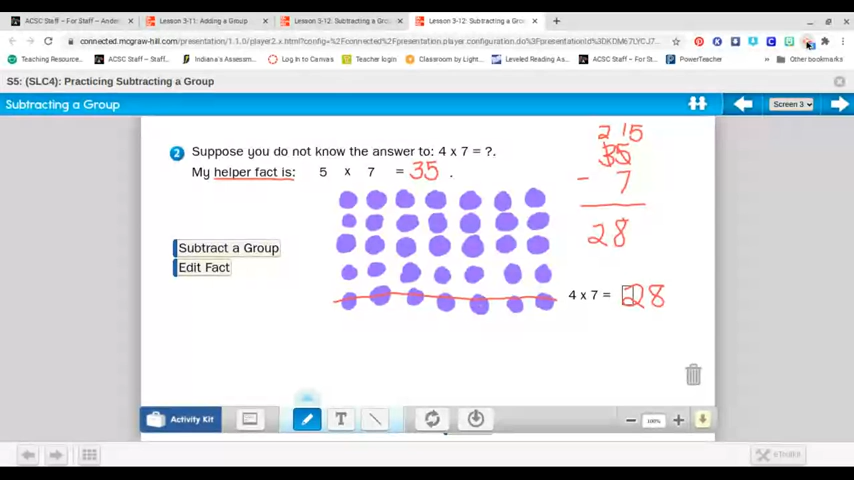 ACSC Staff – Ander
Lesson 3-11: Adding a Group
Lesson 3-12: Subtracting a Grou
Lesson 3-12: Subtracting a Grou
connected.mcgraw-hill.com/presentation/1.1.0/player2.x.html?config=%2Fconnected%2Fpresentation.player.configuration.do%3FpresentationId%3DKDM67LYCJ7...
Teaching Resource...
ACSC Staff – For St...
Indiana's Assessm...
Log In to Canvas
Teacher login
Classroom by Light...
Leveled Reading As...
ACSC Staff – For St...
PowerTeacher
»
Other bookmarks
S5: (SLC4): Practicing Subtracting a Group
Subtracting a Group
Screen 3
2 Suppose you do not know the answer to: 4 x 7 = ?.
My helper fact is: 5 x 7 = 35 .
2 15
35
- 7
28
Subtract a Group
Edit Fact
4 x 7 = 28
Activity Kit
T
100%
eToolkit